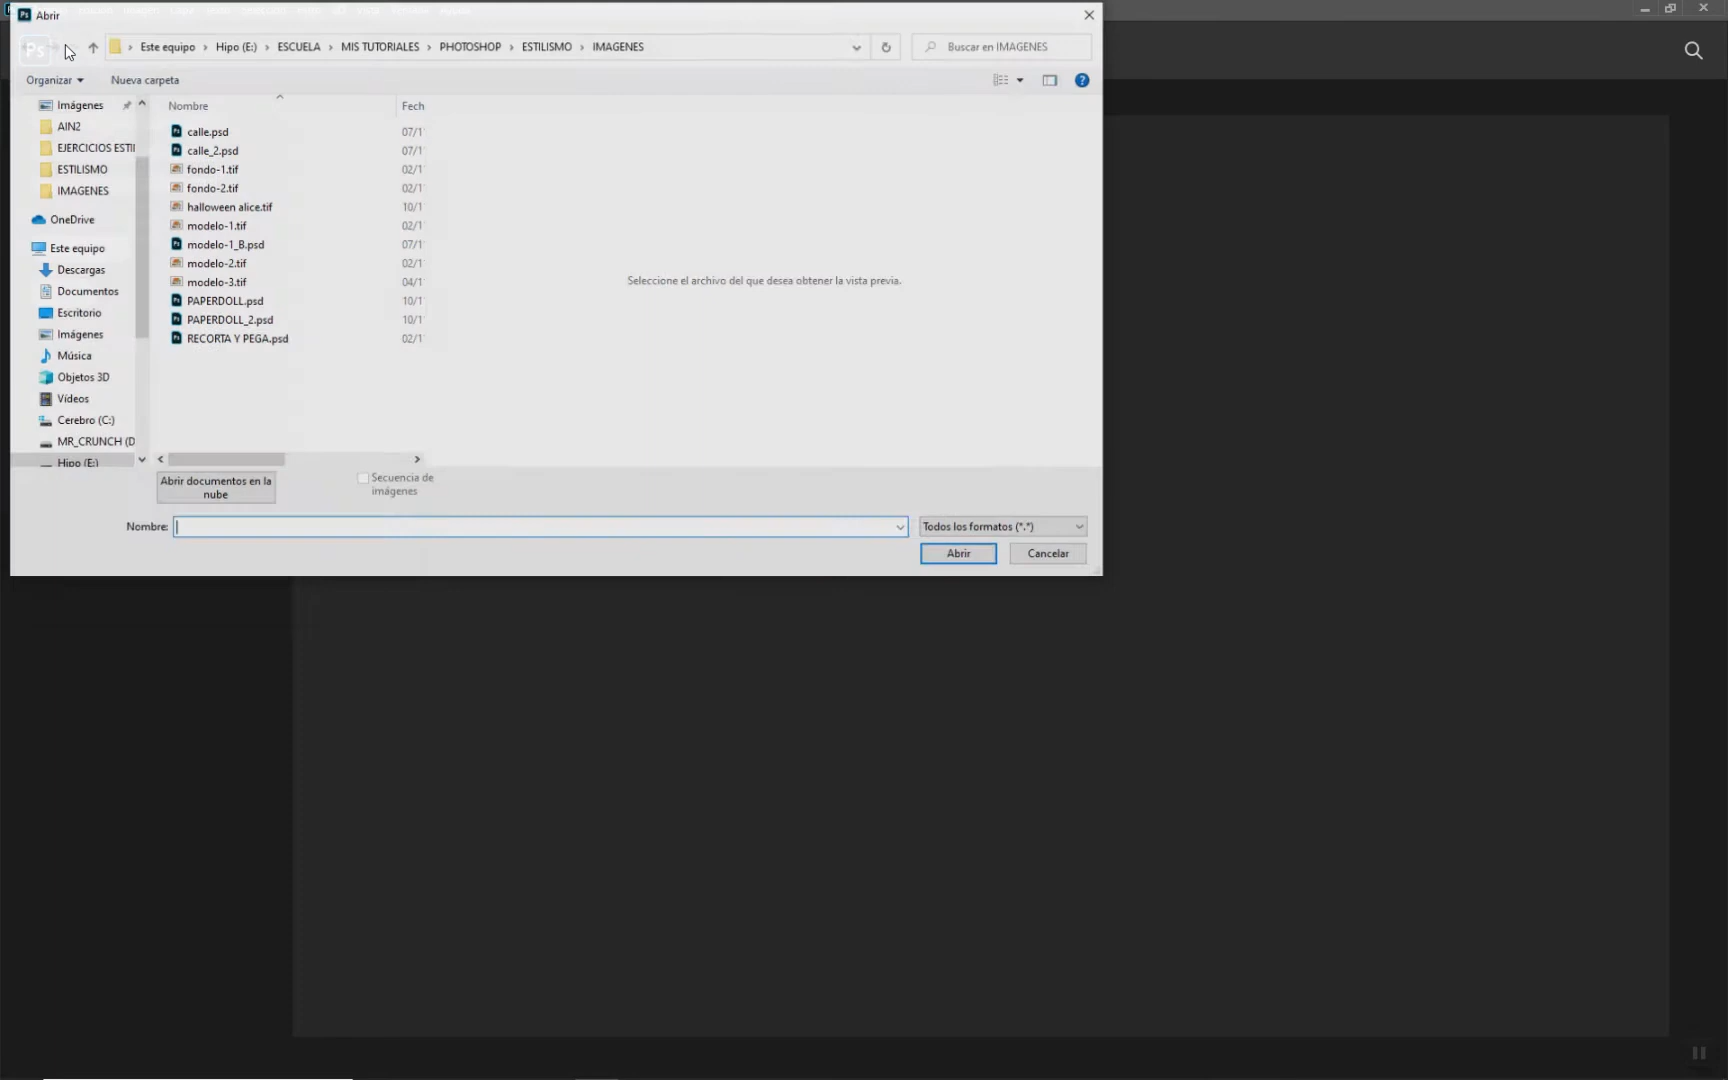 Ps Abrir
Ps
Este equipo > Hipo (E:) > ESCUELA > MIS TUTORIALES > PHOTOSHOP > ESTILISMO > IMAGENES
Buscar en IMAGENES
Organizar
Nueva carpeta
Imágenes
AIN2
EJERCICIOS ESTI
ESTILISMO
IMAGENES
OneDrive
Este equipo
Descargas
Documentos
Escritorio
Imágenes
Música
Objetos 3D
Vídeos
Cerebro (C:)
MR_CRUNCH (D
Hipo (E:)
Nombre Fech
calle.psd 07/1
calle_2.psd 07/1
fondo-1.tif 02/1
fondo-2.tif 02/1
halloween alice.tif 10/1
modelo-1.tif 02/1
modelo-1_B.psd 07/1
modelo-2.tif 02/1
modelo-3.tif 04/1
PAPERDOLL.psd 10/1
PAPERDOLL_2.psd 10/1
RECORTA Y PEGA.psd 02/1
Seleccione el archivo del que desea obtener la vista previa.
Abrir documentos en la
nube
Secuencia de
imágenes
Nombre:
Todos los formatos (*.*)
Abrir
Cancelar